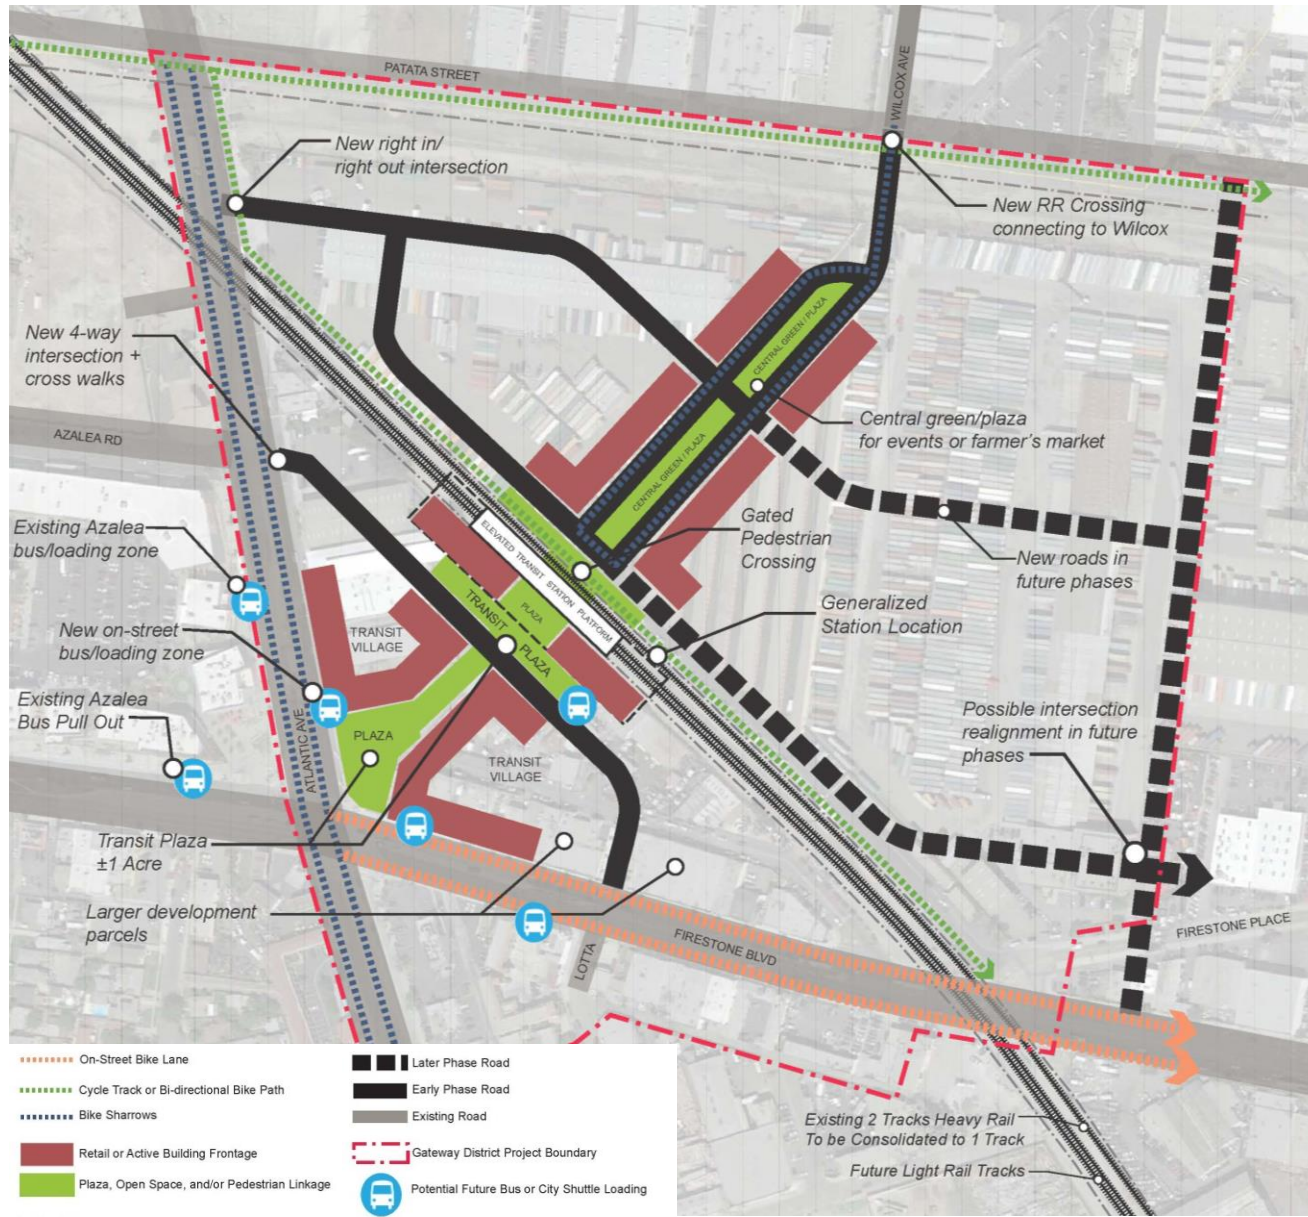 PATATA STREET
WILCOX AVE
New right in/
right out intersection
New RR Crossing
connecting to Wilcox
New 4-way
intersection +
cross walks
CENTRAL GREEN / PLAZA
AZALEA RD
Central green/plaza
for events or farmer's market
CENTRAL GREEN / PLAZA
Existing Azalea
bus/loading zone
Gated
Pedestrian
Crossing
ELEVATED TRANSIT STATION PLATFORM
New roads in
future phases
New on-street
bus/loading zone
TRANSIT
VILLAGE
TRANSIT
PLAZA
PLAZA
Generalized
Station Location
Existing Azalea
Bus Pull Out
ATLANTIC AVE
PLAZA
TRANSIT
VILLAGE
Possible intersection
realignment in future
phases
Transit Plaza
±1 Acre
Larger development
parcels
LOTTA
FIRESTONE BLVD
FIRESTONE PLACE
On-Street Bike Lane
Cycle Track or Bi-directional Bike Path
Bike Sharrows
Retail or Active Building Frontage
Plaza, Open Space, and/or Pedestrian Linkage
Later Phase Road
Early Phase Road
Existing Road
Gateway District Project Boundary
Potential Future Bus or City Shuttle Loading
Existing 2 Tracks Heavy Rail
To be Consolidated to 1 Track
Future Light Rail Tracks